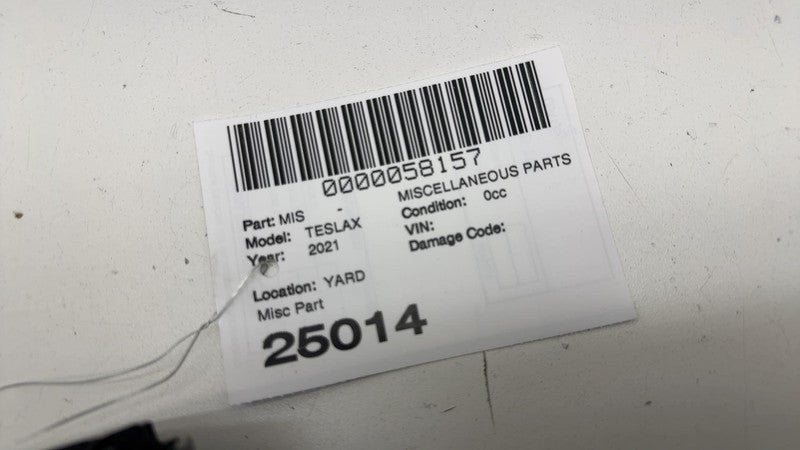 0000058157
Part: MIS - MISCELLANEOUS PARTS
Model: TESLAX Condition: 0cc
Year: 2021 VIN:
Damage Code:
Location: YARD
Misc Part
25014